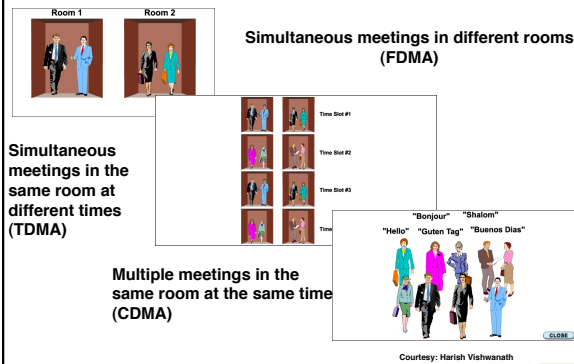 Room 1 Room 2
Simultaneous meetings in different rooms
(FDMA)
Time Slot #1
Time Slot #2
Time Slot #3
Time
Simultaneous
meetings in the
same room at
different times
(TDMA)
"Bonjour" "Shalom"
"Hello" "Guten Tag" "Buenos Dias"
Multiple meetings in the
same room at the same time
(CDMA)
CLOSE
Courtesy: Harish Vishwanath